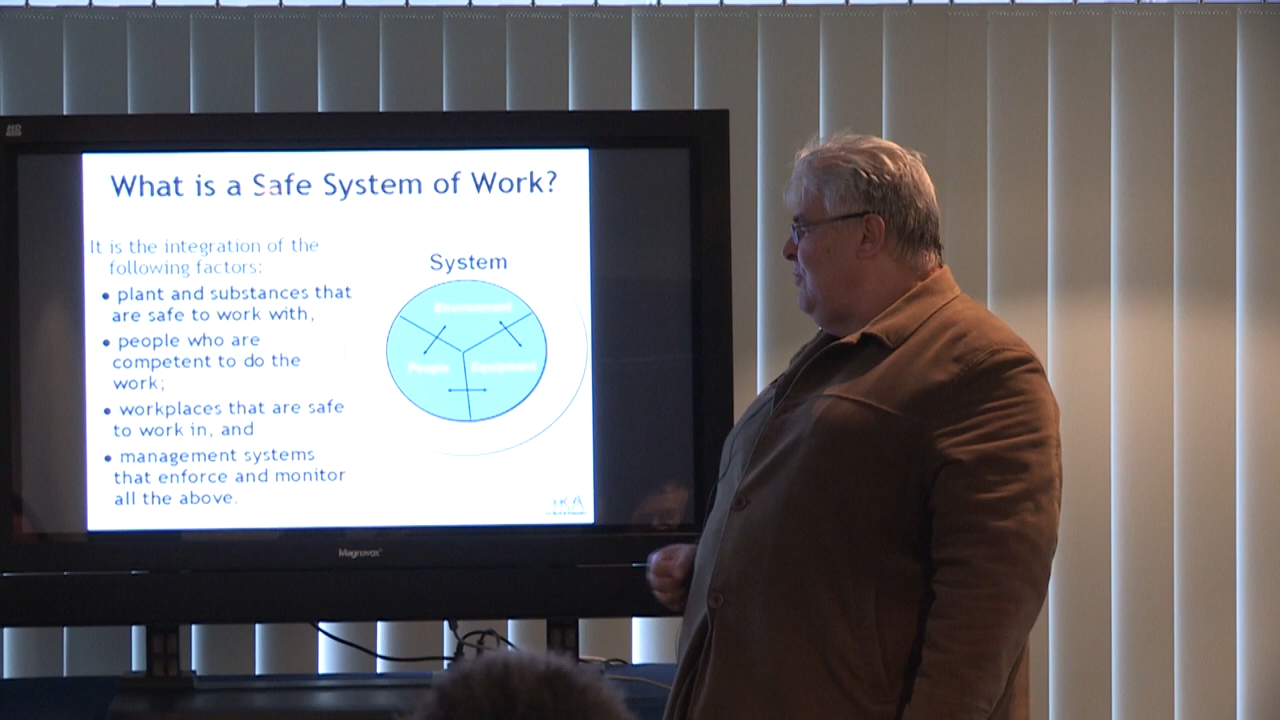 HD
What is a Safe System of Work?
It is the integration of the
following factors:
• plant and substances that
are safe to work with,
• people who are
competent to do the
work;
• workplaces that are safe
to work in, and
• management systems
that enforce and monitor
all the above.
System
Environment
People
Equipment
Magnavox